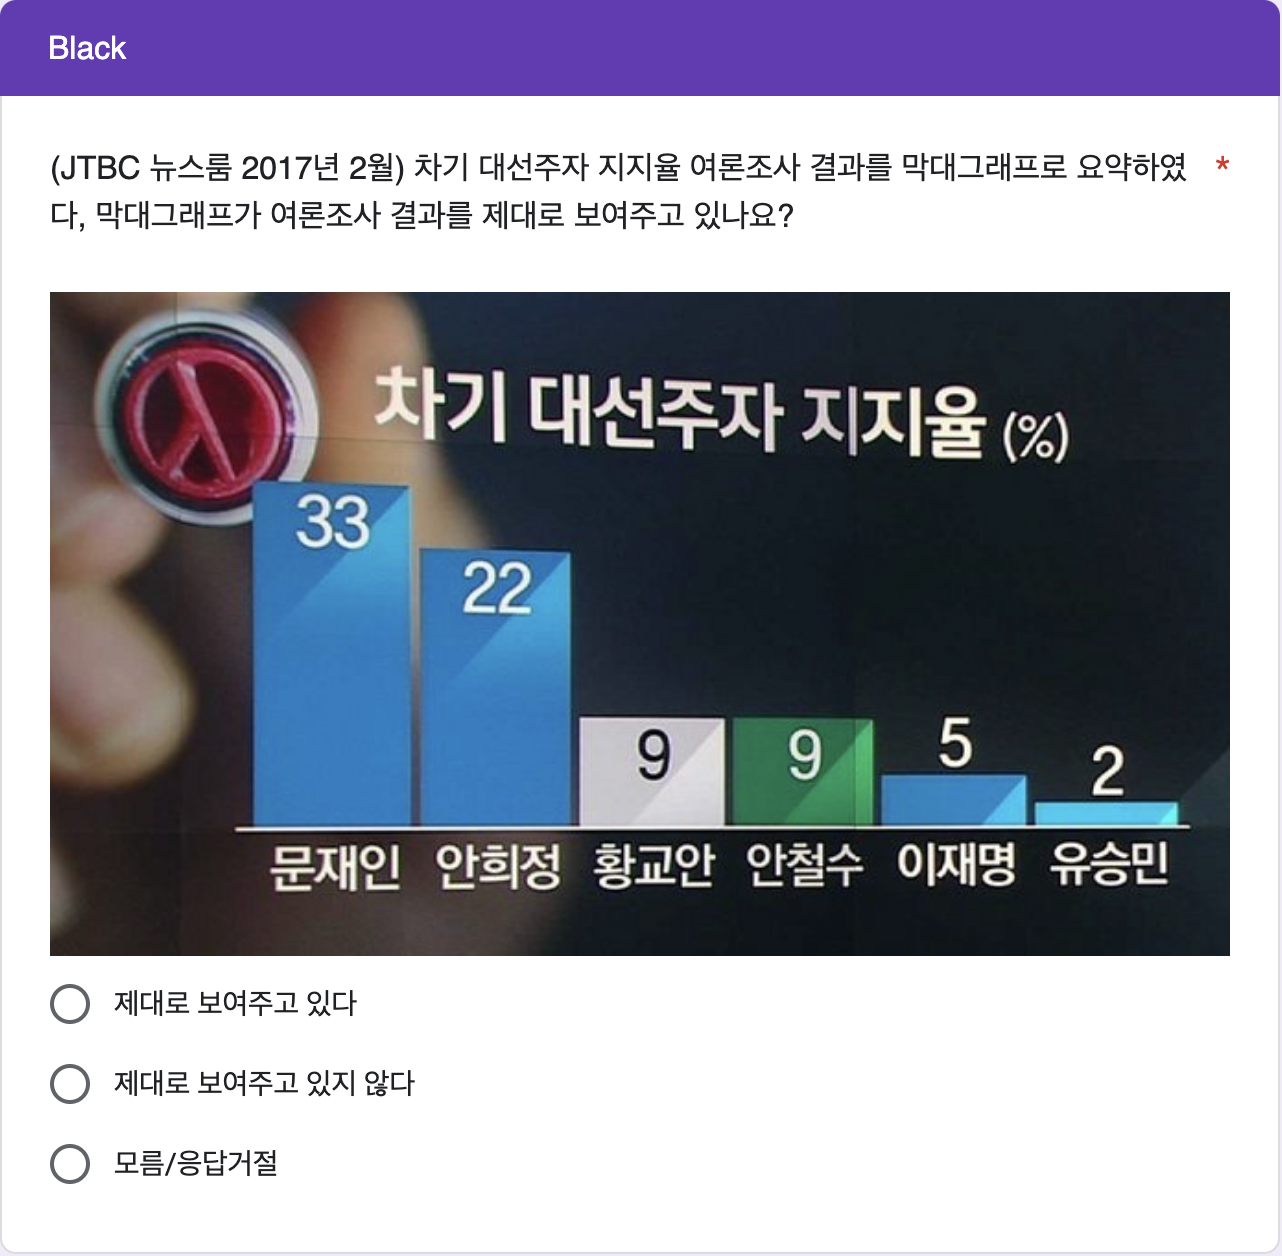 Black
(JTBC 뉴스룸 2017년 2월) 차기 대선주자 지지율 여론조사 결과를 막대그래프로 요약하였 *
다, 막대그래프가 여론조사 결과를 제대로 보여주고 있나요?
차기 대선주자 지지율 (%)
33
22
9
9
5
2
문재인 안희정 황교안 안철수 이재명 유승민
제대로 보여주고 있다
제대로 보여주고 있지 않다
모름/응답거절